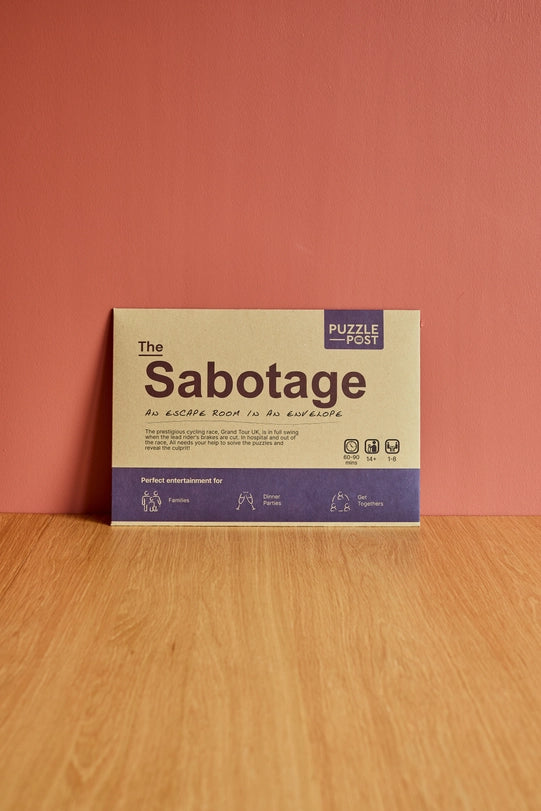 PUZZLE
POST
The
Sabotage
AN ESCAPE ROOM IN AN ENVELOPE
The prestigious cycling race, Grand Tour UK, is in full swing
when the lead rider's brakes are cut. In hospital and out of
the race, Ali needs your help to solve the puzzles and
reveal the culprit!
60-90
mins
14+
1-8
Perfect entertainment for
Families
Dinner
Parties
Get
Togethers